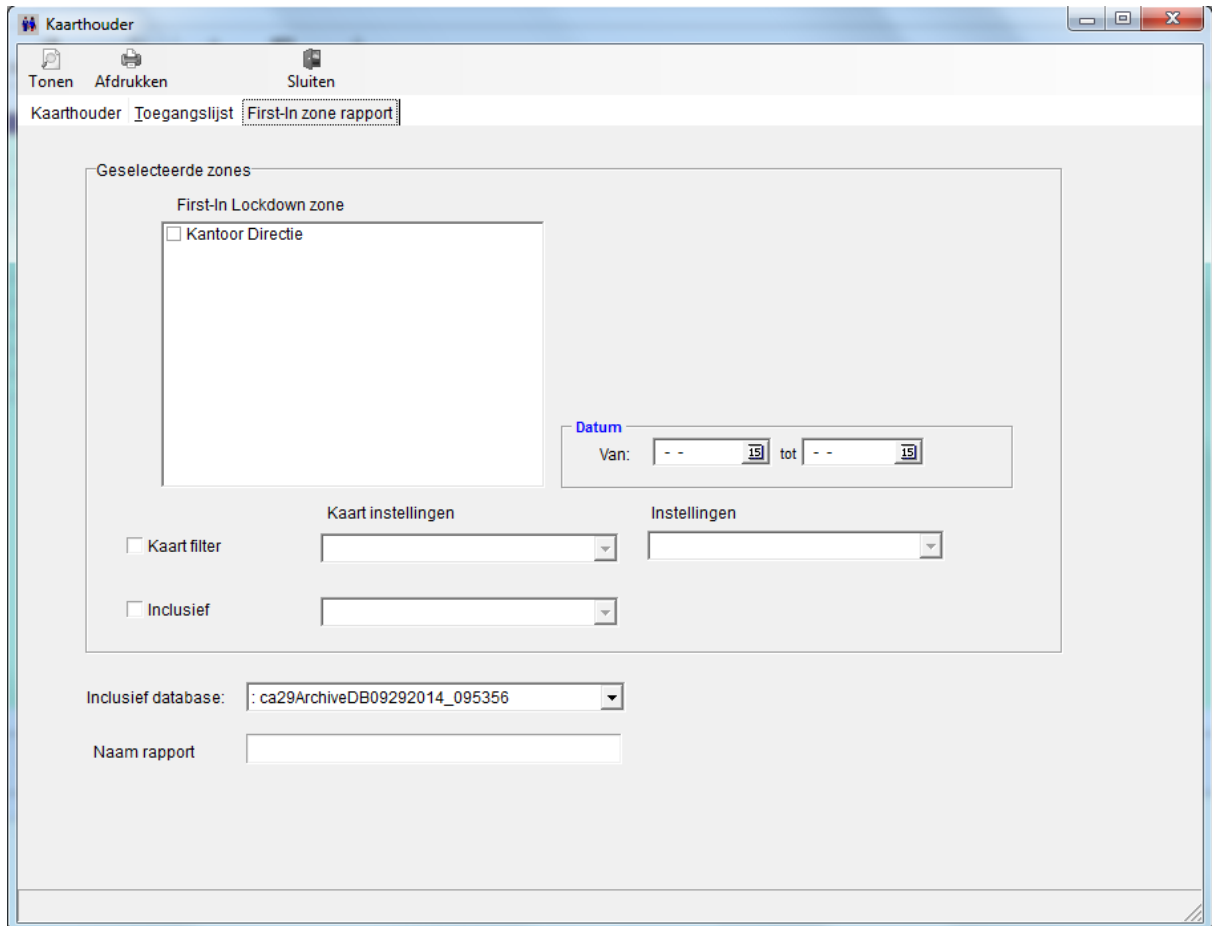 Kaarthouder
Tonen Afdrukken Sluiten
Kaarthouder Toegangslijst First-In zone rapport
Geselecteerde zones
First-In Lockdown zone
Kantoor Directie
Datum
Van: - - 15 tot - - 15
Kaart instellingen Instellingen
Kaart filter
Inclusief
Inclusief database: : ca29ArchiveDB09292014_095356
Naam rapport